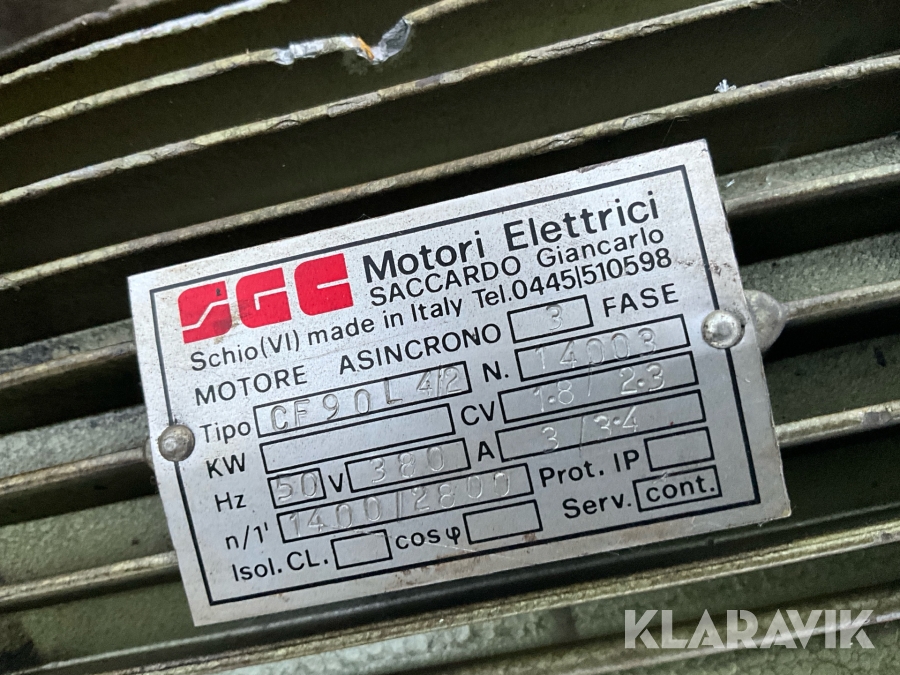 SGC Motori Elettrici
SACCARDO Giancarlo
Schio(VI) made in Italy Tel.0445/510598
MOTORE ASINCRONO 3 FASE
Tipo CF90L 4/2 N. 14003
KW CV 1.8/ 2.3
Hz 50 V 380 A 3/3.4
n/1' 1400/2800 Prot. IP
Isol. CL. cosφ Serv. cont.
KLARAVIK